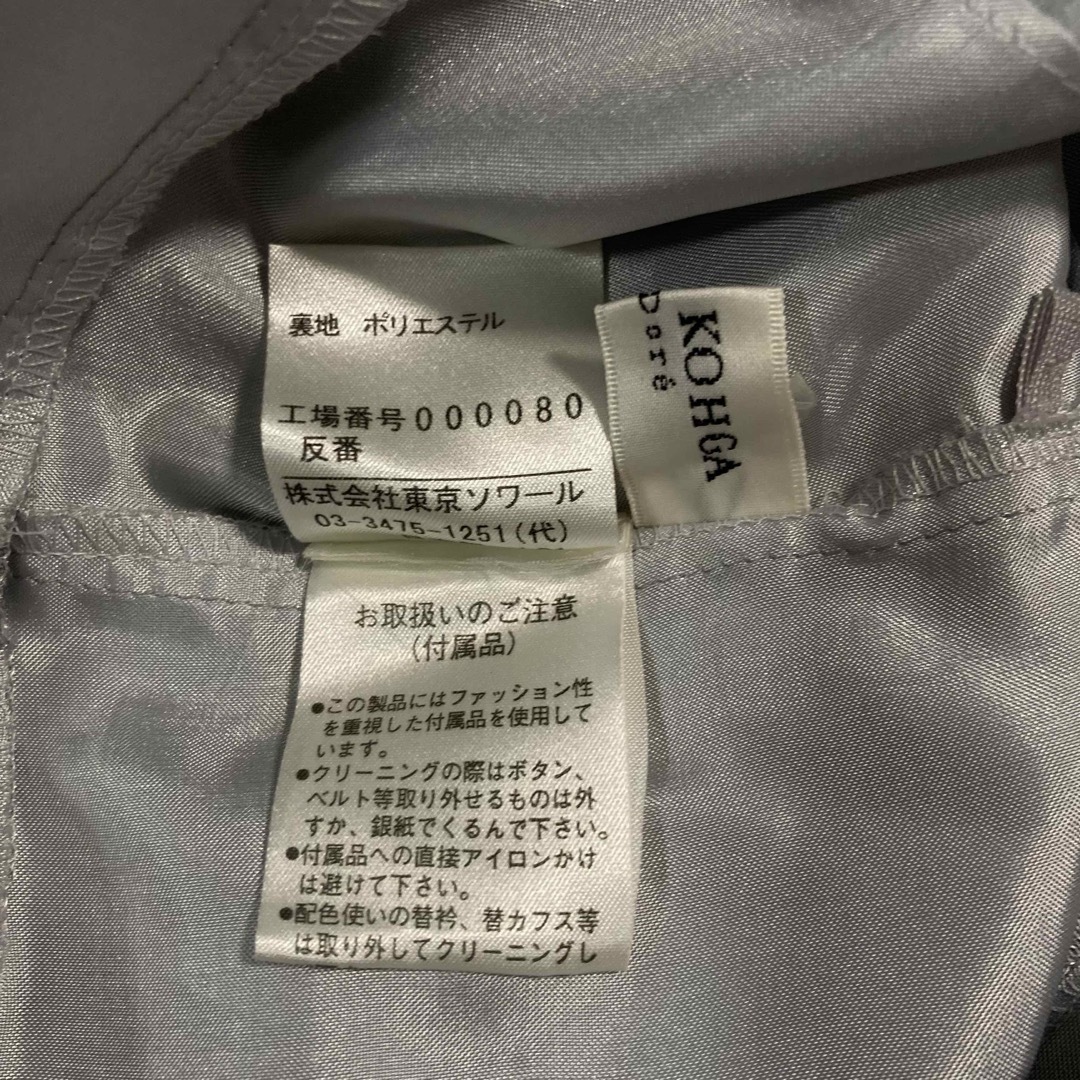 裏地 ポリエステル
工場番号000080
反番
株式会社東京ソワール
03-3475-1251(代)
KOHGA
Doré
お取扱いのご注意
(付属品)
●この製品にはファッション性
を重視した付属品を使用して
います。
●クリーニングの際はボタン、
ベルト等取り外せるものは外
すか、銀紙でくるんで下さい。
●付属品への直接アイロンかけ
は避けて下さい。
●配色使いの替衿、替カフス等
は取り外してクリーニングし